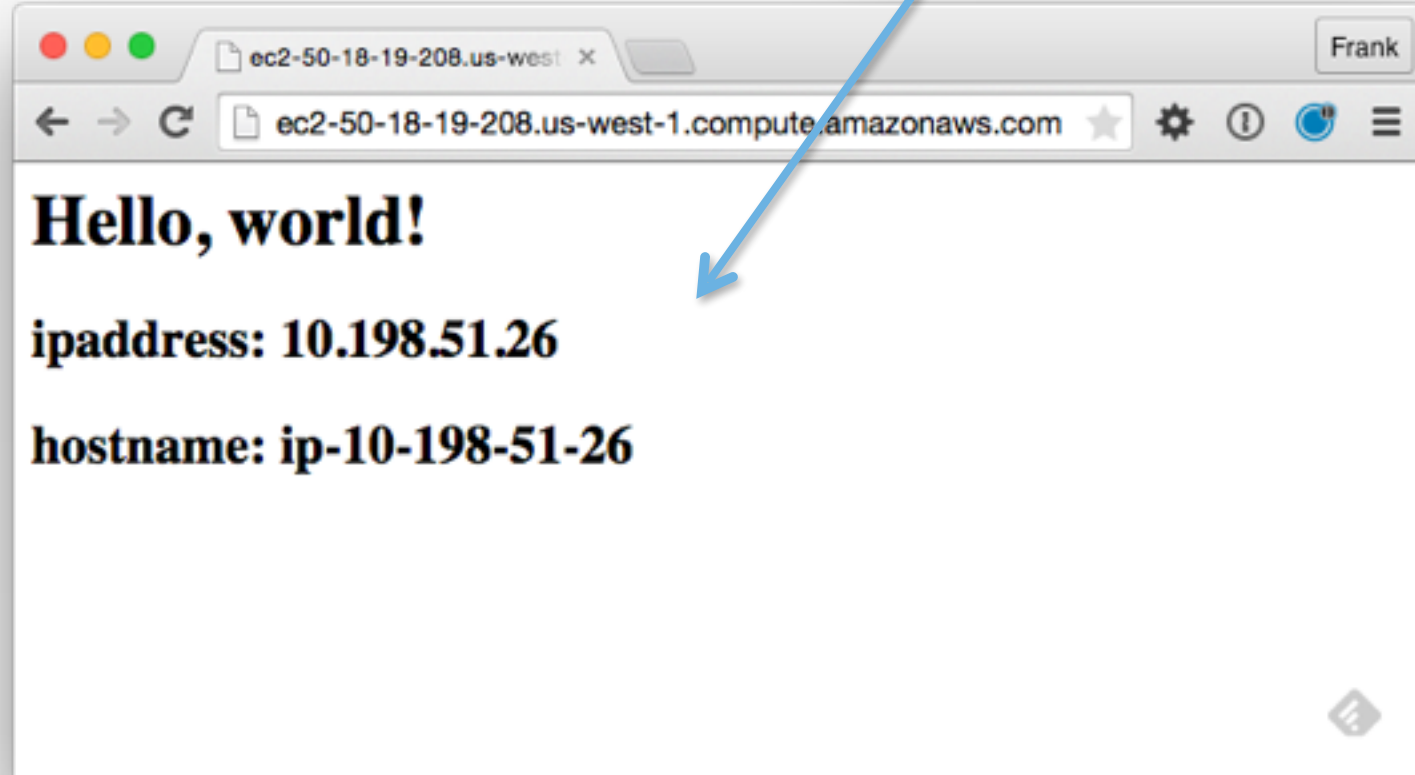 ec2-50-18-19-208.us-west
Frank
ec2-50-18-19-208.us-west-1.compute.amazonaws.com
Hello, world!
ipaddress: 10.198.51.26
hostname: ip-10-198-51-26